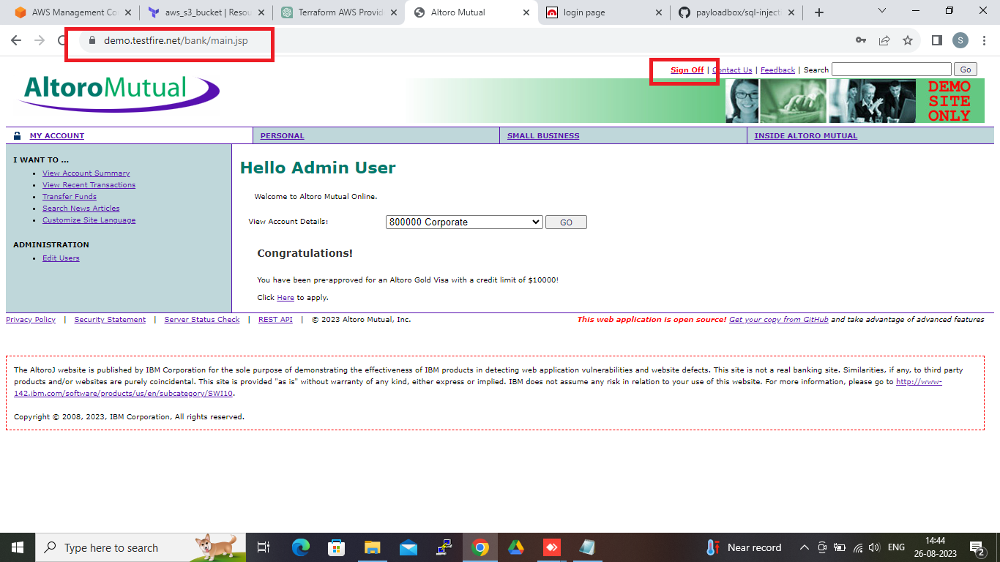 AWS Management Co
aws_s3_bucket | Resou
Terraform AWS Provid
Altoro Mutual
login page
payloadbox/sql-inject
demo.testfire.net/bank/main.jsp
S
Sign Off | Contact Us | Feedback | Search
Go
AltoroMutual
DEMO
SITE
ONLY
MY ACCOUNT
PERSONAL
SMALL BUSINESS
INSIDE ALTORO MUTUAL
I WANT TO ...
View Account Summary
View Recent Transactions
Transfer Funds
Search News Articles
Customize Site Language
ADMINISTRATION
Edit Users
Hello Admin User
Welcome to Altoro Mutual Online.
View Account Details:
800000 Corporate
GO
Congratulations!
You have been pre-approved for an Altoro Gold Visa with a credit limit of $10000!
Click Here to apply.
Privacy Policy | Security Statement | Server Status Check | REST API | © 2023 Altoro Mutual, Inc.
This web application is open source! Get your copy from GitHub and take advantage of advanced features
The AltoroJ website is published by IBM Corporation for the sole purpose of demonstrating the effectiveness of IBM products in detecting web application vulnerabilities and website defects. This site is not a real banking site. Similarities, if any, to third party
products and/or websites are purely coincidental. This site is provided "as is" without warranty of any kind, either express or implied. IBM does not assume any risk in relation to your use of this website. For more information, please go to http://www-
142.ibm.com/software/products/us/en/subcategory/SWI10.
Copyright © 2008, 2023, IBM Corporation, All rights reserved.
Type here to search
Near record
ENG
14:44
26-08-2023
2